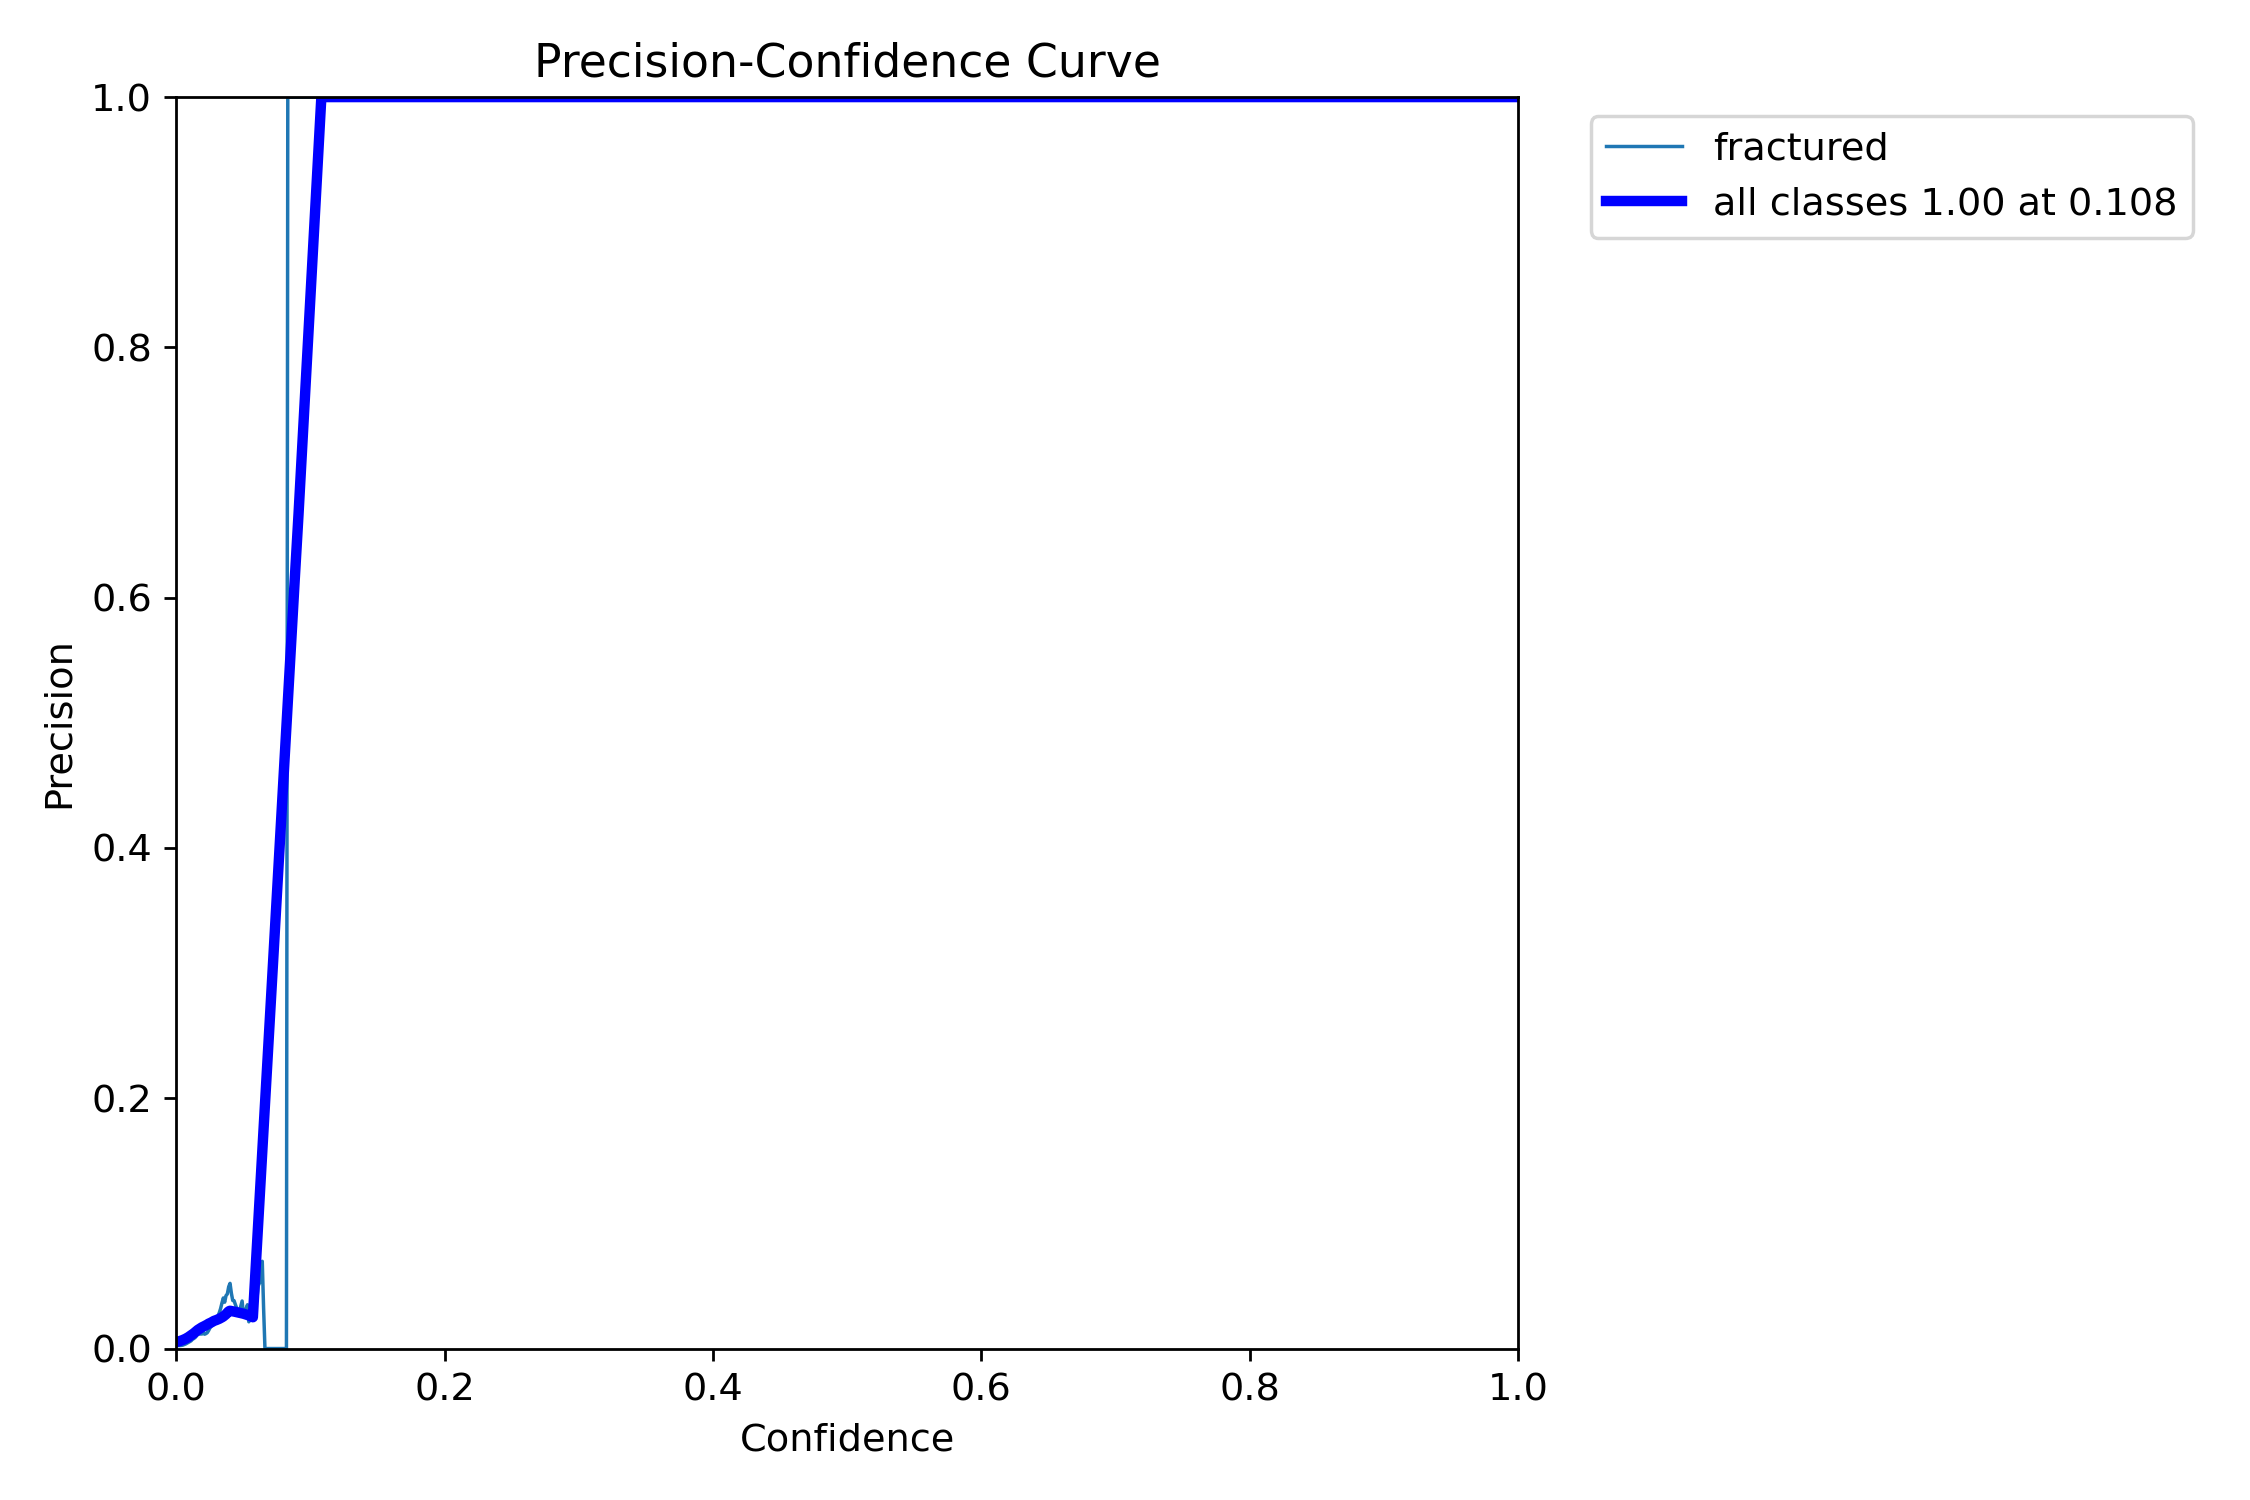 Precision-Confidence Curve
1.0
0.8
0.6
0.4
0.2
0.0
Precision
0.0 0.2 0.4 0.6 0.8 1.0
Confidence
fractured
all classes 1.00 at 0.108